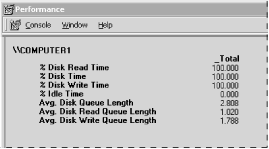 Performance
Console Window Help
\\COMPUTER1
_Total
% Disk Read Time 100.000
% Disk Time 100.000
% Disk Write Time 100.000
% Idle Time 0.000
Avg. Disk Queue Length 2.808
Avg. Disk Read Queue Length 1.020
Avg. Disk Write Queue Length 1.788